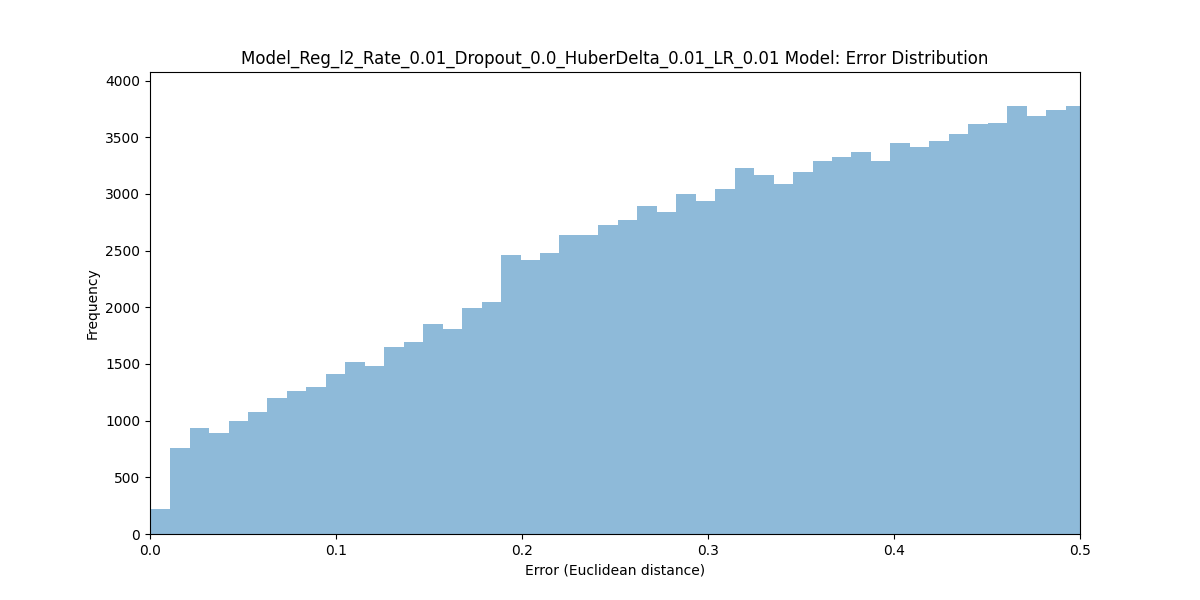 Model_Reg_l2_Rate_0.01_Dropout_0.0_HuberDelta_0.01_LR_0.01 Model: Error Distribution
4000
3500
3000
2500
2000
1500
1000
500
0
Frequency
0.0 0.1 0.2 0.3 0.4 0.5
Error (Euclidean distance)